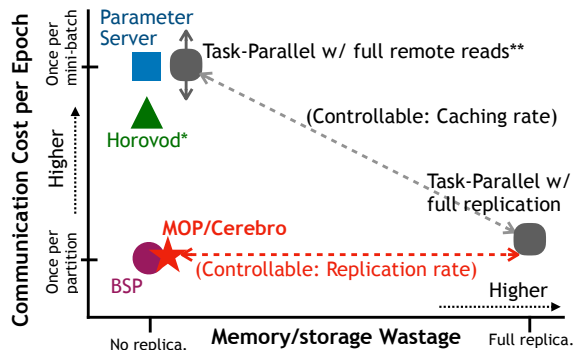 Communication Cost per Epoch
Once per
mini-batch
Higher
Once per
partition
Parameter
Server
Task-Parallel w/ full remote reads**
(Controllable: Caching rate)
Horovod*
Task-Parallel w/
full replication
MOP/Cerebro
(Controllable: Replication rate)
BSP
Higher
No replica.
Memory/storage Wastage
Full replica.